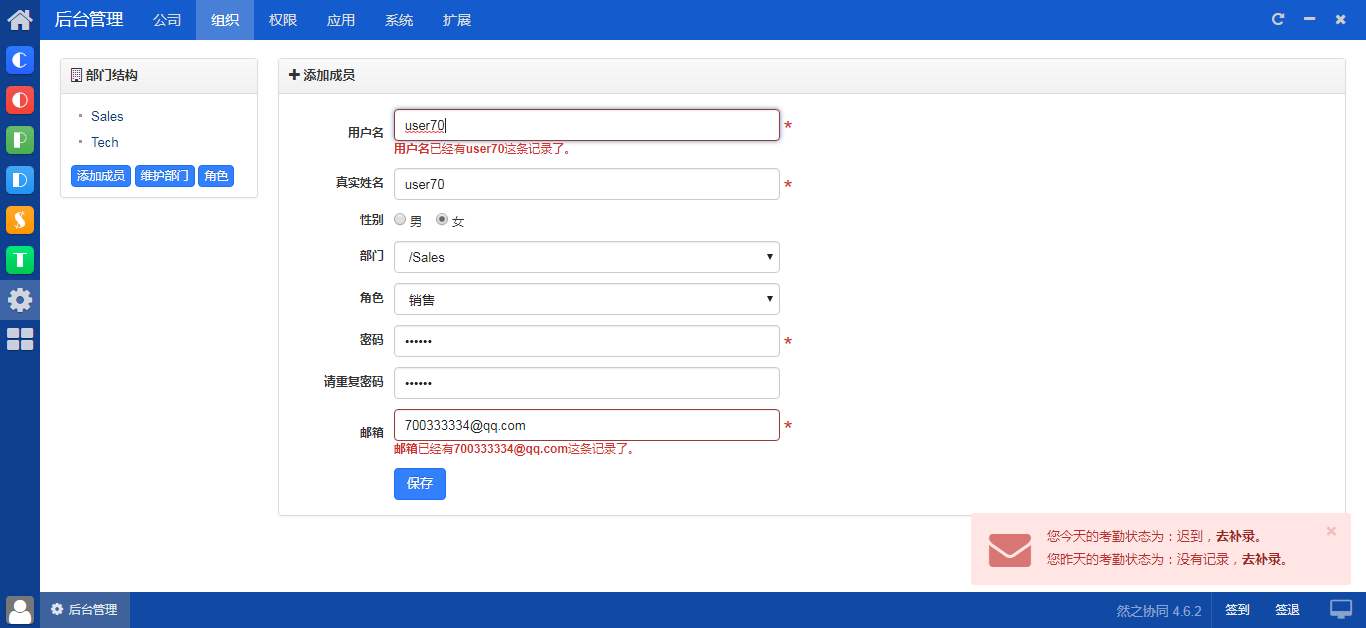 后台管理 公司 组织 权限 应用 系统 扩展
部门结构
Sales
Tech
添加成员 维护部门 角色
添加成员
用户名 user70 *
用户名已经有user70这条记录了。
真实姓名 user70 *
性别 男 女
部门 /Sales
角色 销售
密码 •••••• *
请重复密码 ••••••
邮箱 700333334@qq.com *
邮箱已经有700333334@qq.com这条记录了。
保存
您今天的考勤状态为：迟到，去补录。
您昨天的考勤状态为：没有记录，去补录。
后台管理 然之协同 4.6.2 签到 签退